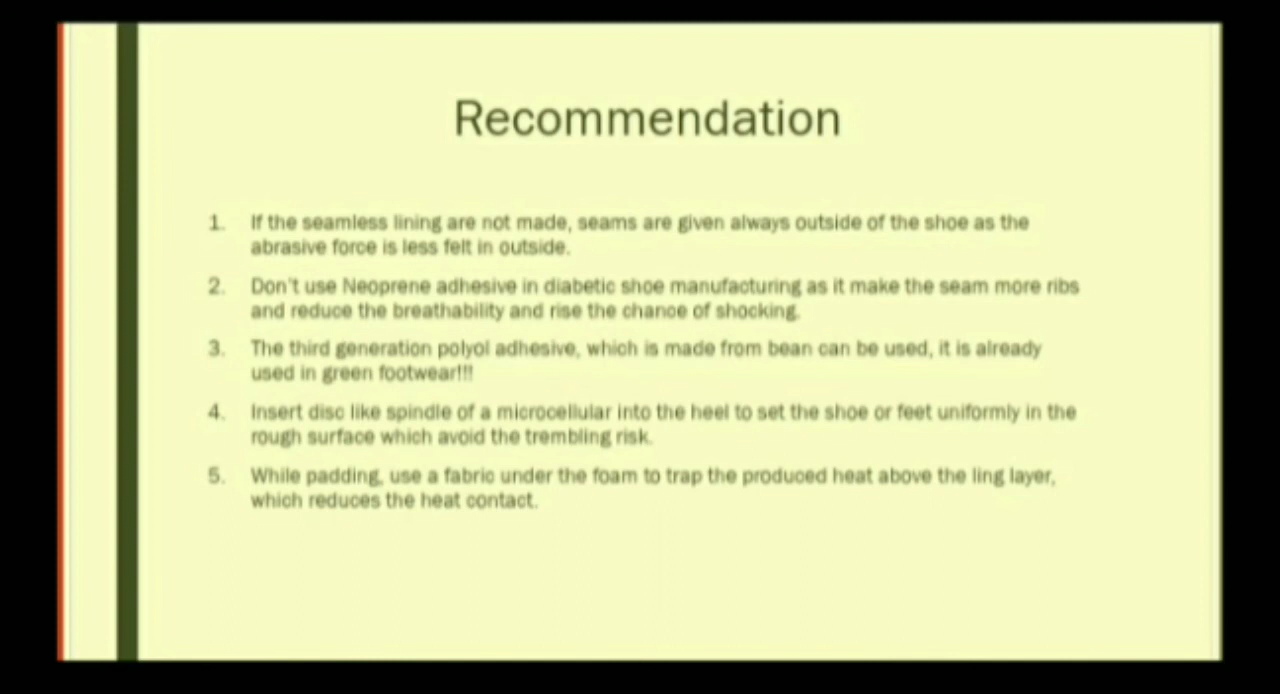 Recommendation
1. If the seamless lining are not made, seams are given always outside of the shoe as the
abrasive force is less felt in outside.
2. Don't use Neoprene adhesive in diabetic shoe manufacturing as it make the seam more ribs
and reduce the breathability and rise the chance of shocking.
3. The third generation polyol adhesive, which is made from bean can be used, it is already
used in green footwear!!!
4. Insert disc like spindle of a microcellular into the heel to set the shoe or feet uniformly in the
rough surface which avoid the trembling risk.
5. While padding, use a fabric under the foam to trap the produced heat above the ling layer,
which reduces the heat contact.